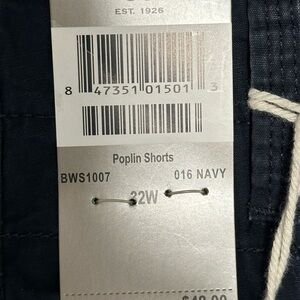 EST. 1926
8 47351 01501 3
Poplin Shorts
BWS1007 016 NAVY
32W